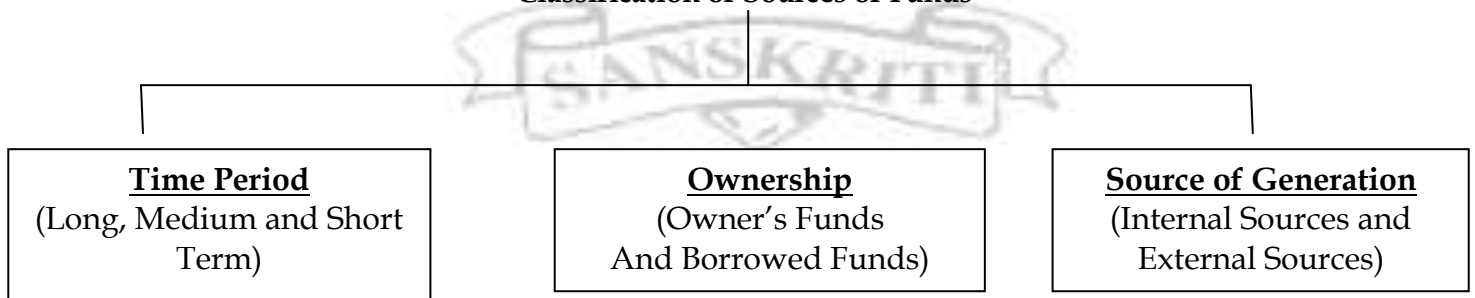 Classification of Sources of Funds
SANSKRITI
Time Period
(Long, Medium and Short
Term)
Ownership
(Owner's Funds
And Borrowed Funds)
Source of Generation
(Internal Sources and
External Sources)